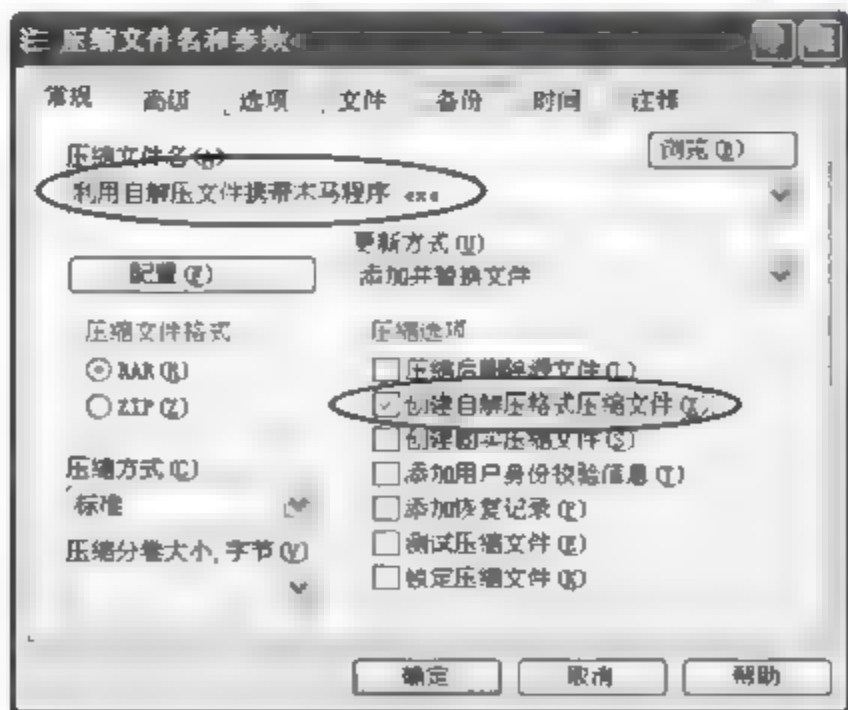 压缩文件名和参数
常规 高级 选项 文件 备份 时间 注释
压缩文件名(A)
浏览(B)
利用自解压文件携带木马程序 exe
更新方式(U)
配置(F)
添加并替换文件
压缩文件格式
压缩选项
RAR(R)
压缩后删除源文件(L)
ZIP(Z)
创建自解压格式压缩文件(X)
创建固实压缩文件(S)
压缩方式(C)
添加用户身份校验信息(T)
标准
添加恢复记录(E)
压缩分卷大小,字节(V)
测试压缩文件(E)
锁定压缩文件(K)
确定 取消 帮助